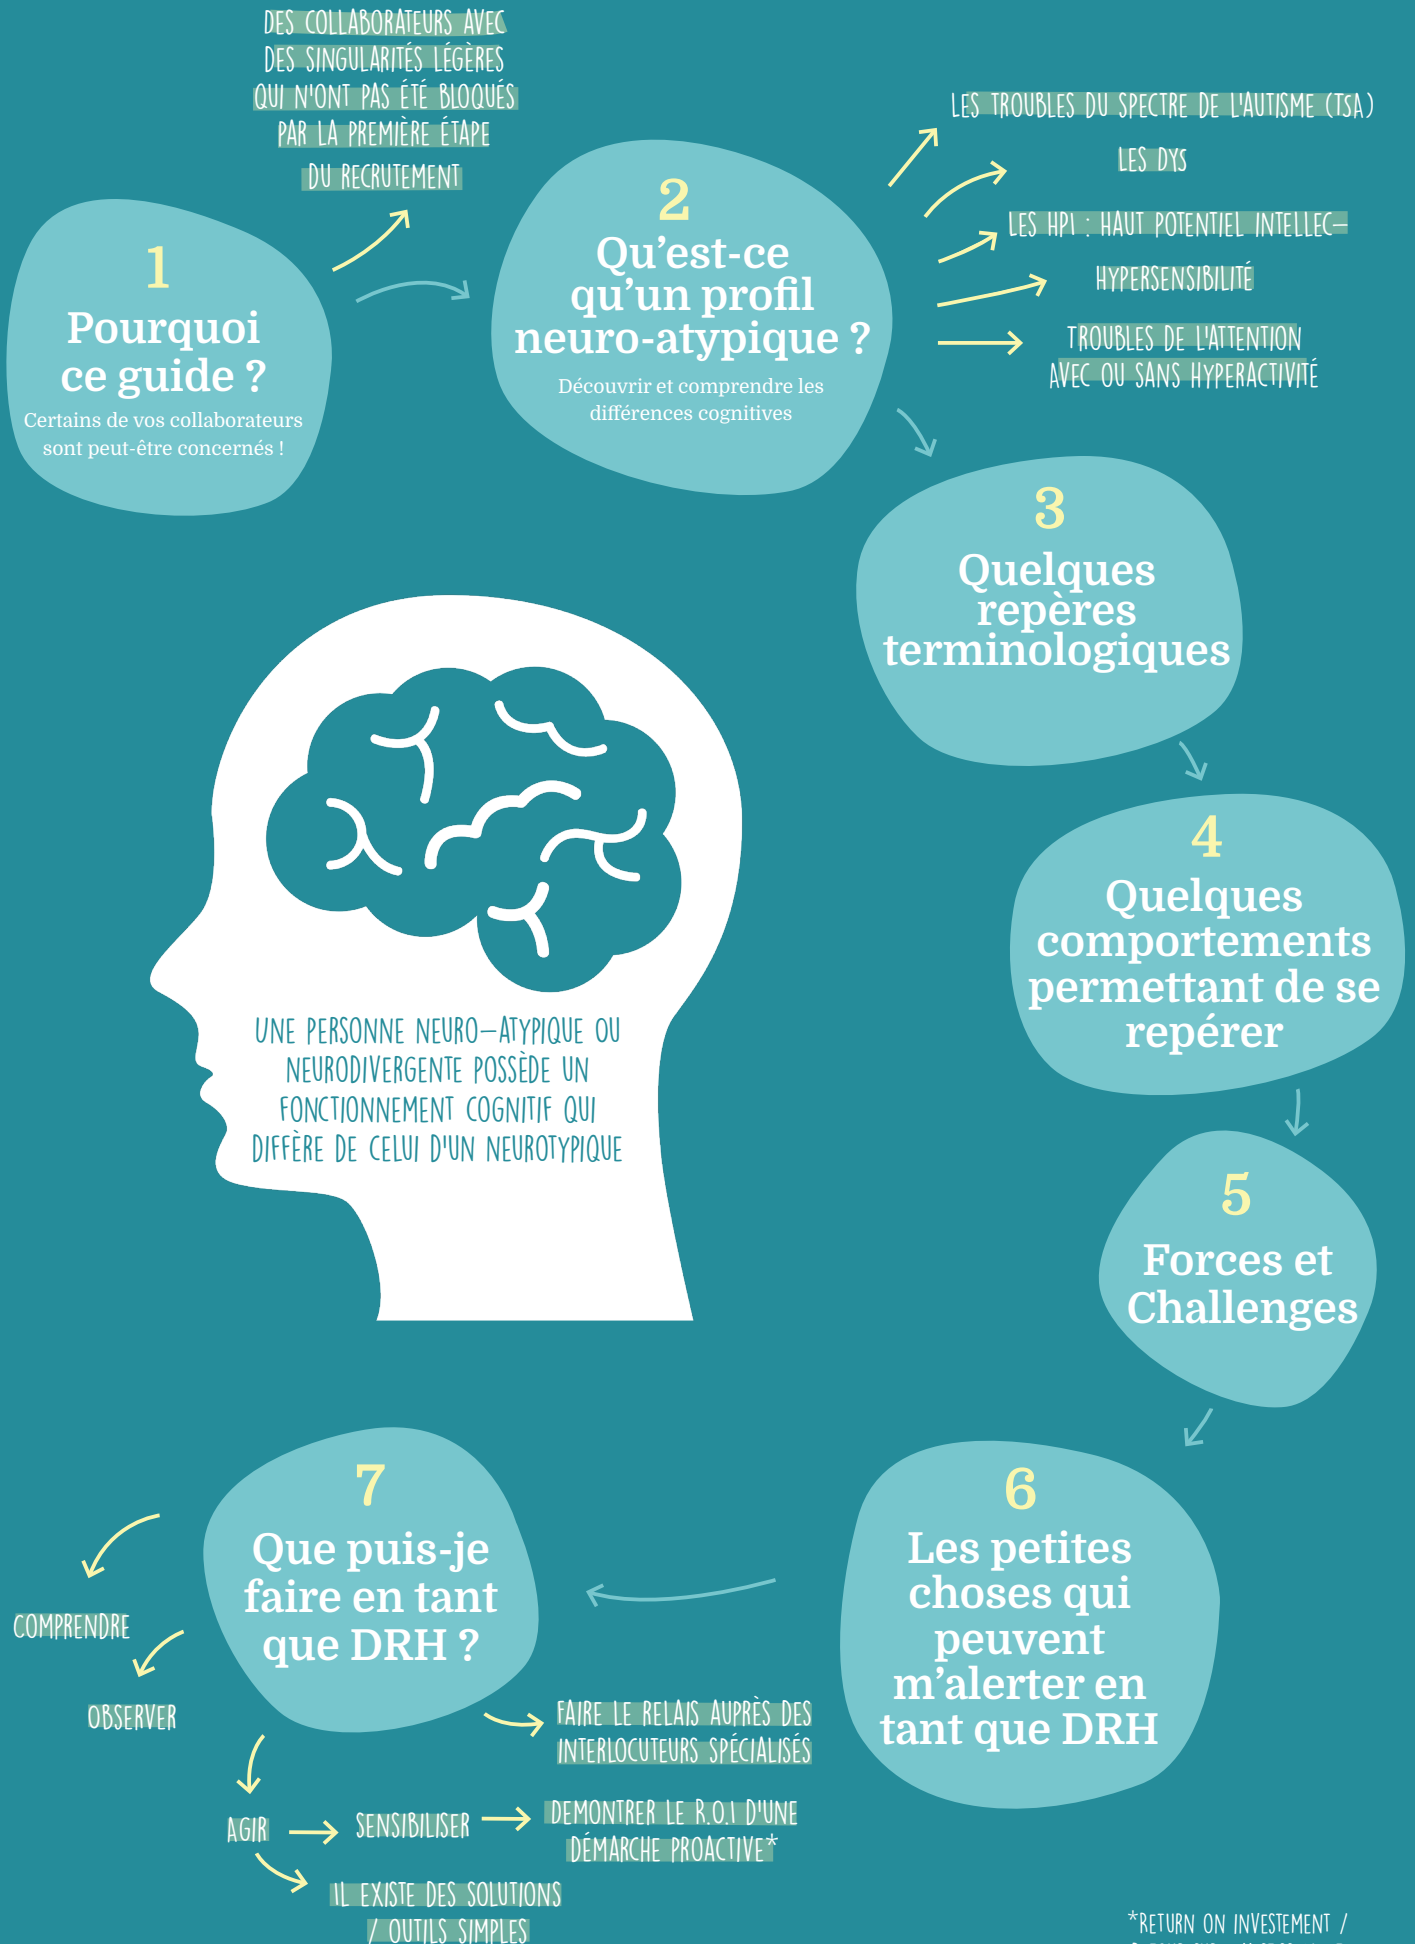 DES COLLABORATEURS AVEC
DES SINGULARITÉS LÉGÈRES
QUI N'ONT PAS ÉTÉ BLOQUÉS
PAR LA PREMIÈRE ÉTAPE
DU RECRUTEMENT
1
Pourquoi
ce guide ?
Certains de vos collaborateurs
sont peut-être concernés !
2
Qu’est-ce
qu’un profil
neuro-atypique ?
Découvrir et comprendre les
différences cognitives
LES TROUBLES DU SPECTRE DE L'AUTISME (TSA)
LES DYS
LES HPI : HAUT POTENTIEL INTELLEC–
HYPERSENSIBILITÉ
TROUBLES DE L'ATTENTION
AVEC OU SANS HYPERACTIVITÉ
3
Quelques
repères
terminologiques
4
Quelques
comportements
permettant de se
repérer
UNE PERSONNE NEURO–ATYPIQUE OU
NEURODIVERGENTE POSSÈDE UN
FONCTIONNEMENT COGNITIF QUI
DIFFÈRE DE CELUI D'UN NEUROTYPIQUE
5
Forces et
Challenges
6
Les petites
choses qui
peuvent
m’alerter en
tant que DRH
7
Que puis-je
faire en tant
que DRH ?
COMPRENDRE
OBSERVER
AGIR
SENSIBILISER
FAIRE LE RELAIS AUPRÈS DES
INTERLOCUTEURS SPÉCIALISÉS
DEMONTRER LE R.O.I D'UNE
DÉMARCHE PROACTIVE*
IL EXISTE DES SOLUTIONS
/ OUTILS SIMPLES
*RETURN ON INVESTEMENT /